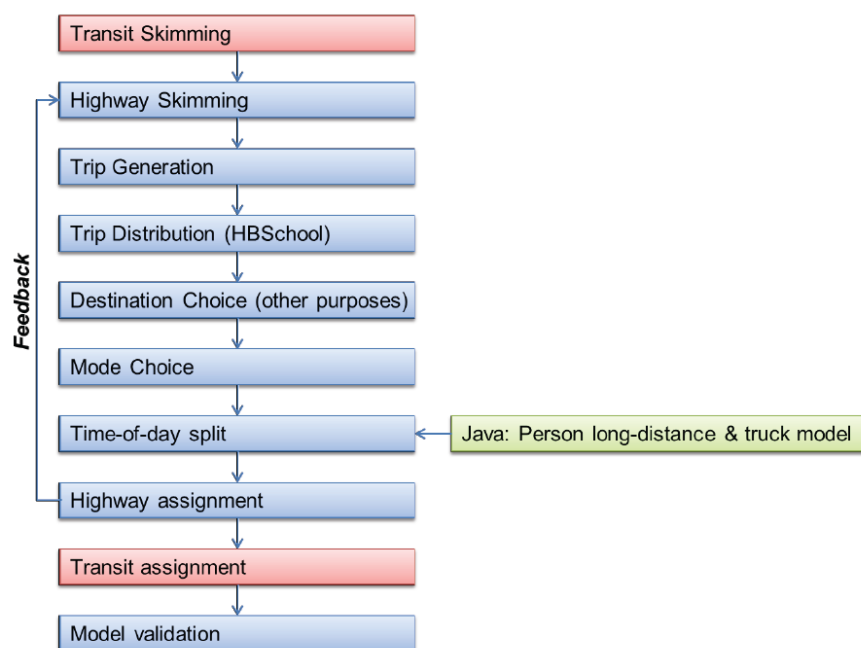 Transit Skimming
Highway Skimming
Trip Generation
Trip Distribution (HBSchool)
Destination Choice (other purposes)
Mode Choice
Time-of-day split
Java: Person long-distance & truck model
Highway assignment
Transit assignment
Model validation
Feedback